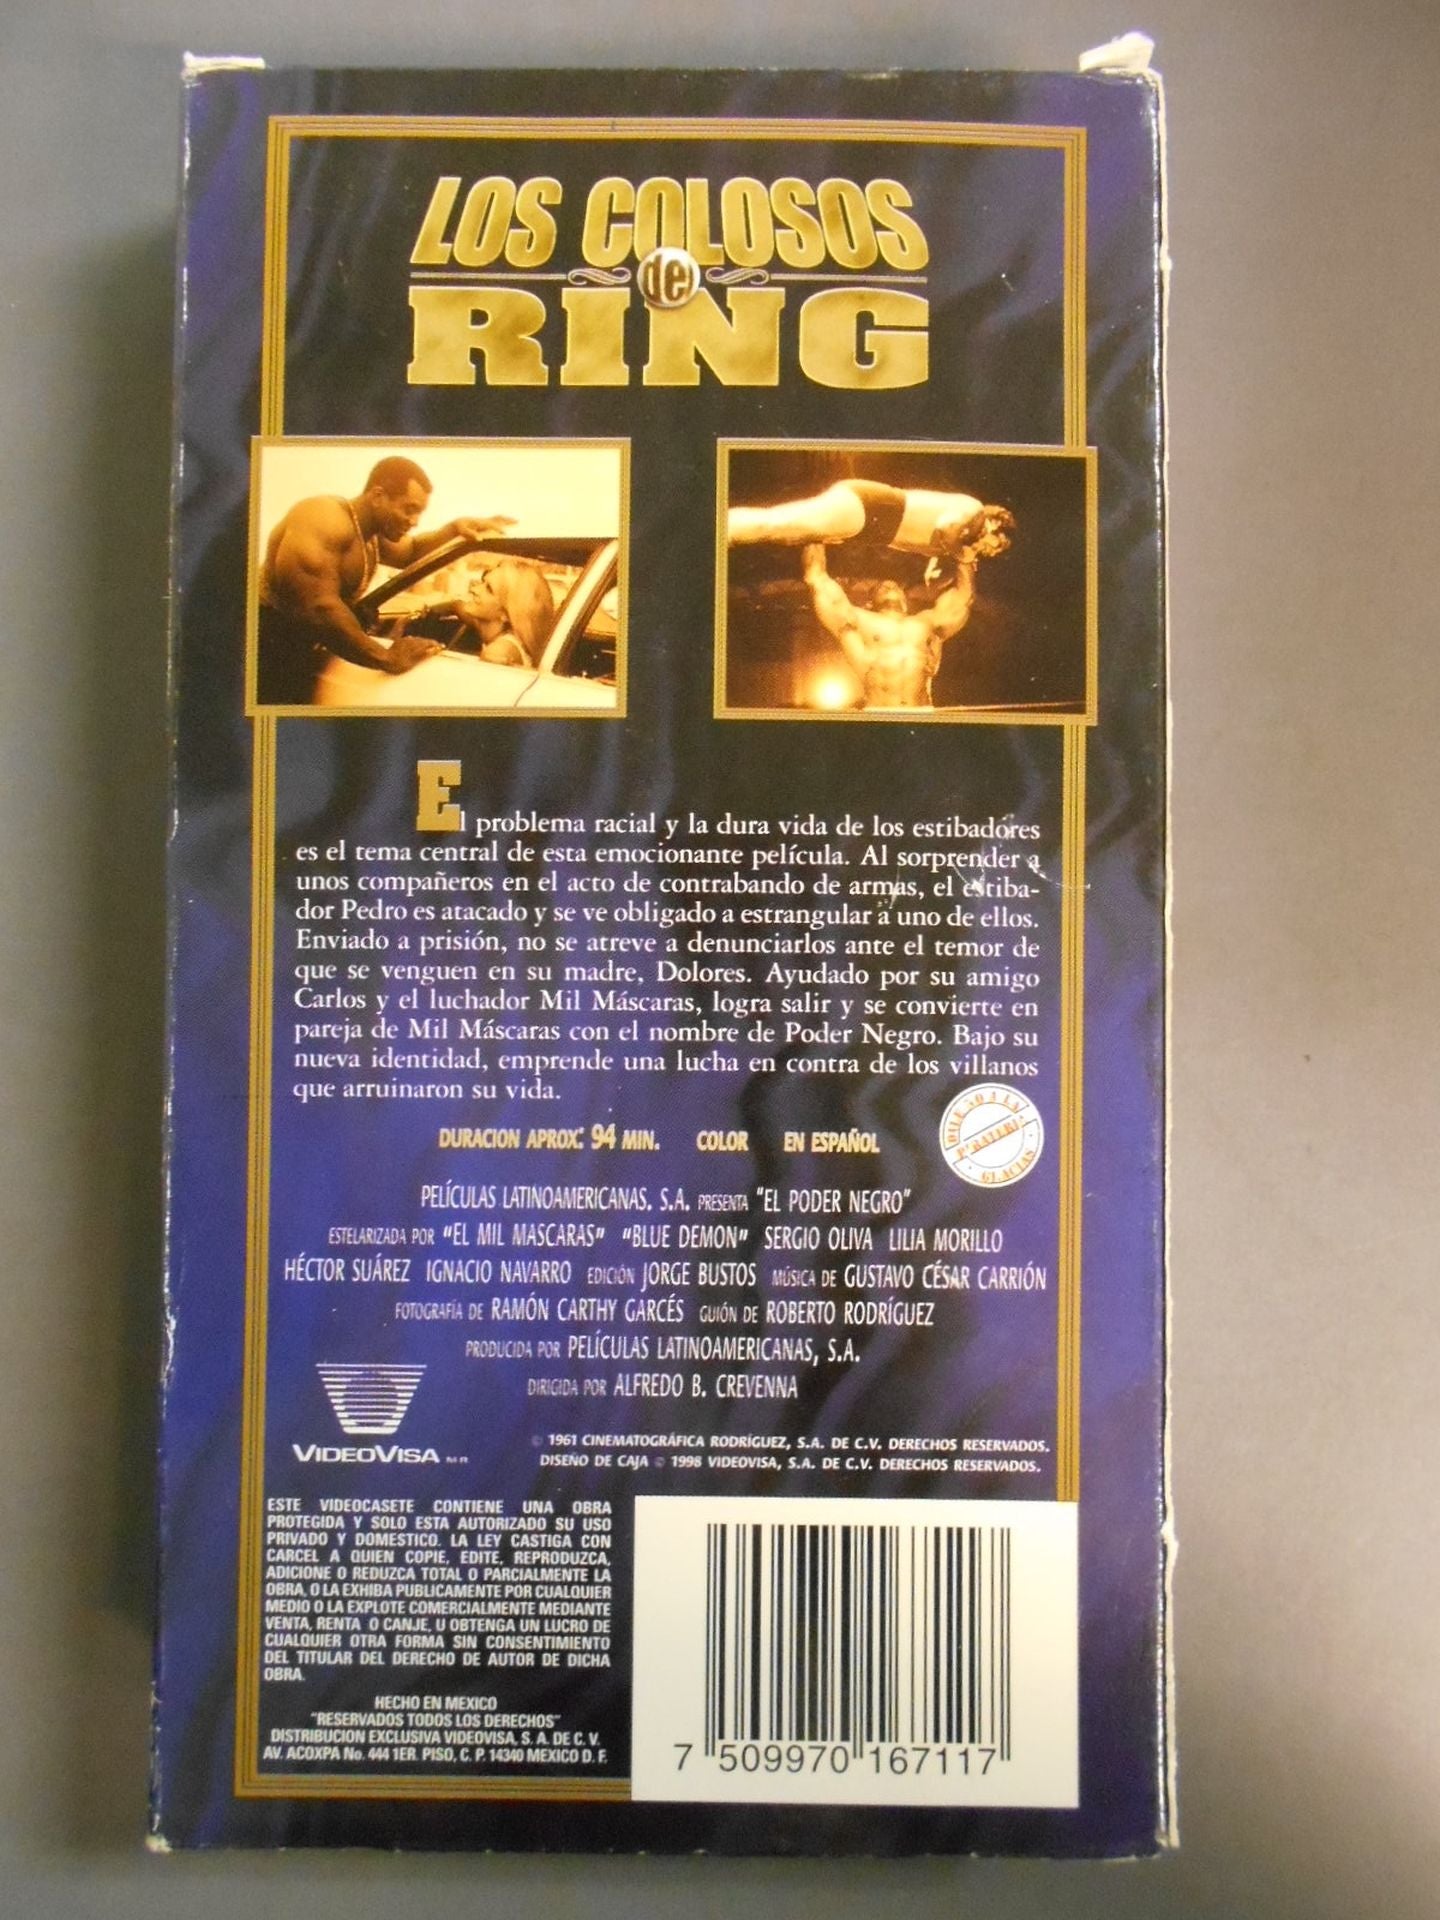 LOS COLOSOS
del
RING
El problema racial y la dura vida de los estibadores
es el tema central de esta emocionante película. Al sorprender a
unos compañeros en el acto de contrabando de armas, el estiba-
dor Pedro es atacado y se ve obligado a estrangular a uno de ellos.
Enviado a prisión, no se atreve a denunciarlos ante el temor de
que se venguen en su madre, Dolores. Ayudado por su amigo
Carlos y el luchador Mil Máscaras, logra salir y se convierte en
pareja de Mil Máscaras con el nombre de Poder Negro. Bajo su
nueva identidad, emprende una lucha en contra de los villanos
que arruinaron su vida.
DILE NO A LA
PIRATERIA
GRACIAS
DURACION APROX: 94 MIN. COLOR EN ESPAÑOL
PELÍCULAS LATINOAMERICANAS. S.A. PRESENTA "EL PODER NEGRO"
ESTELARIZADA POR "EL MIL MASCARAS" "BLUE DEMON" SERGIO OLIVA LILIA MORILLO
HÉCTOR SUÁREZ IGNACIO NAVARRO EDICIÓN JORGE BUSTOS MÚSICA DE GUSTAVO CÉSAR CARRIÓN
FOTOGRAFÍA DE RAMÓN CARTHY GARCÉS GUIÓN DE ROBERTO RODRÍGUEZ
PRODUCIDA POR PELÍCULAS LATINOAMERICANAS, S.A.
DIRIGIDA POR ALFREDO B. CREVENNA
VIDEOVISA M R
© 1961 CINEMATOGRÁFICA RODRÍGUEZ, S.A. DE C.V. DERECHOS RESERVADOS.
DISEÑO DE CAJA © 1998 VIDEOVISA, S.A. DE C.V. DERECHOS RESERVADOS.
ESTE VIDEOCASETE CONTIENE UNA OBRA
PROTEGIDA Y SOLO ESTA AUTORIZADO SU USO
PRIVADO Y DOMESTICO. LA LEY CASTIGA CON
CARCEL A QUIEN COPIE, EDITE, REPRODUZCA,
ADICIONE O REDUZCA TOTAL O PARCIALMENTE LA
OBRA, O LA EXHIBA PUBLICAMENTE POR CUALQUIER
MEDIO O LA EXPLOTE COMERCIALMENTE MEDIANTE
VENTA, RENTA O CANJE, U OBTENGA UN LUCRO DE
CUALQUIER OTRA FORMA SIN CONSENTIMIENTO
DEL TITULAR DEL DERECHO DE AUTOR DE DICHA
OBRA.
HECHO EN MEXICO
"RESERVADOS TODOS LOS DERECHOS"
DISTRIBUCION EXCLUSIVA VIDEOVISA, S. A. DE C. V.
AV. ACOXPA No. 444 1ER. PISO, C. P. 14340 MEXICO D. F.
7 509970 167117